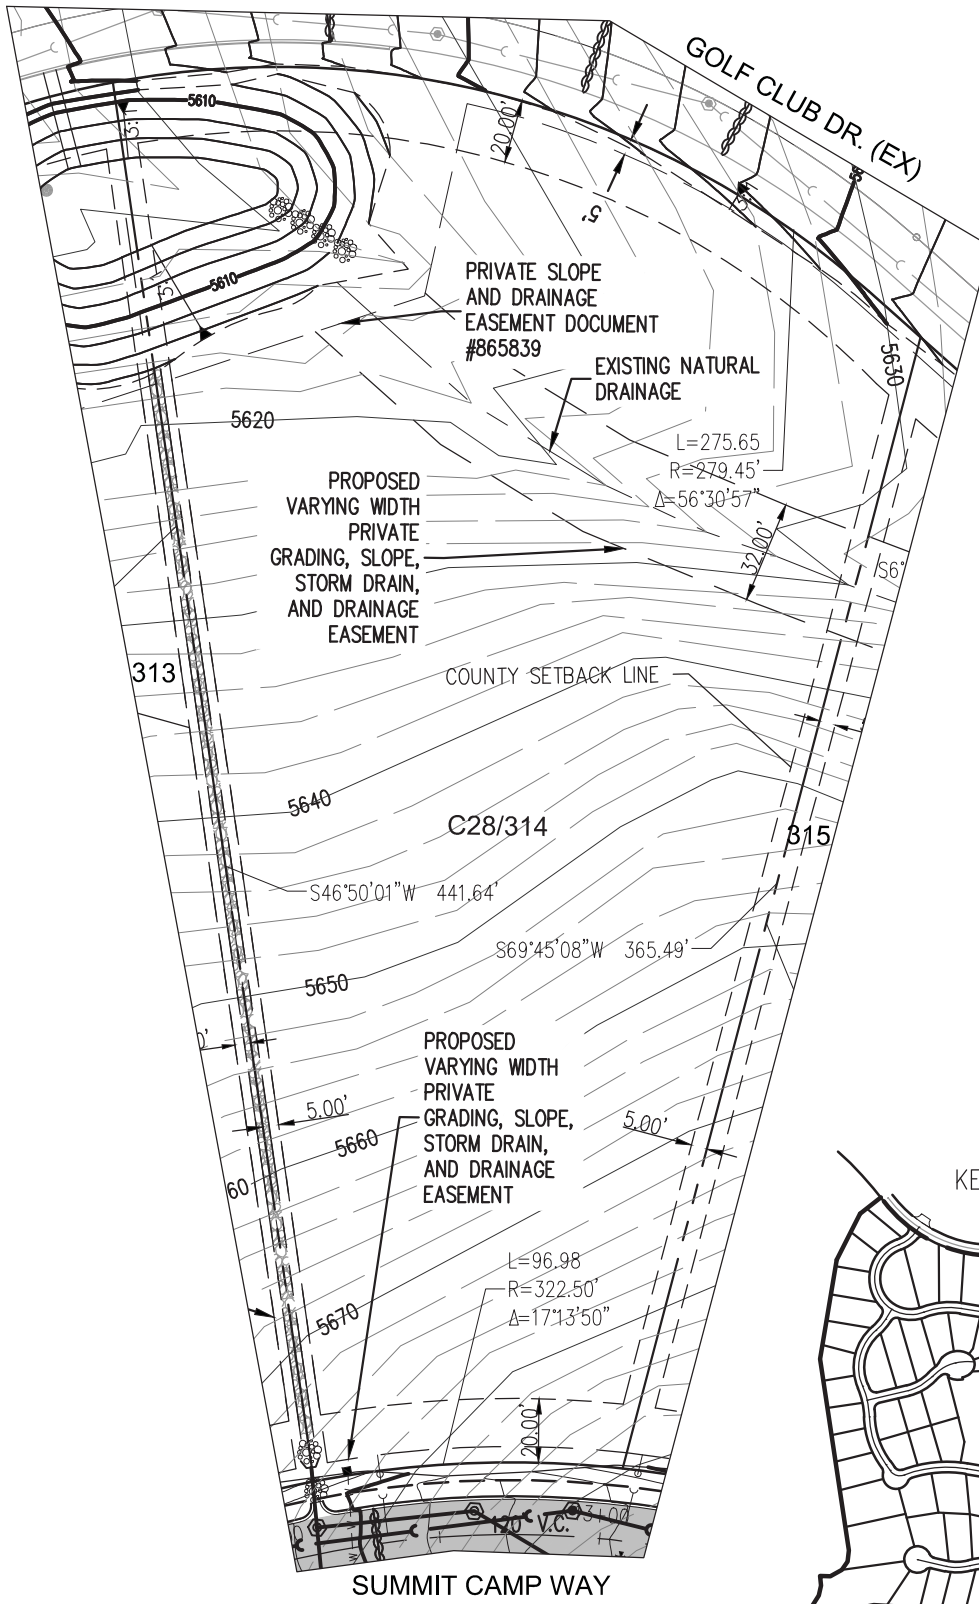 GOLF CLUB DR. (EX)
5610
20.00'
5'
5610
PRIVATE SLOPE
AND DRAINAGE
EASEMENT DOCUMENT
#865839
EXISTING NATURAL
DRAINAGE
5630
5620
L=275.65
R=279.45'
Δ=56°30'57"
PROPOSED
VARYING WIDTH
PRIVATE
GRADING, SLOPE,
STORM DRAIN,
AND DRAINAGE
EASEMENT
32.00'
S6°
313
COUNTY SETBACK LINE
5640
C28/314
315
S46°50'01"W 441.64'
S69°45'08"W 365.49'
5650
PROPOSED
VARYING WIDTH
PRIVATE
GRADING, SLOPE,
STORM DRAIN,
AND DRAINAGE
EASEMENT
5.00'
5.00'
5660
60
KE
L=96.98
R=322.50'
Δ=17°13'50"
5670
20.00'
120' V.C.
3+00
SUMMIT CAMP WAY